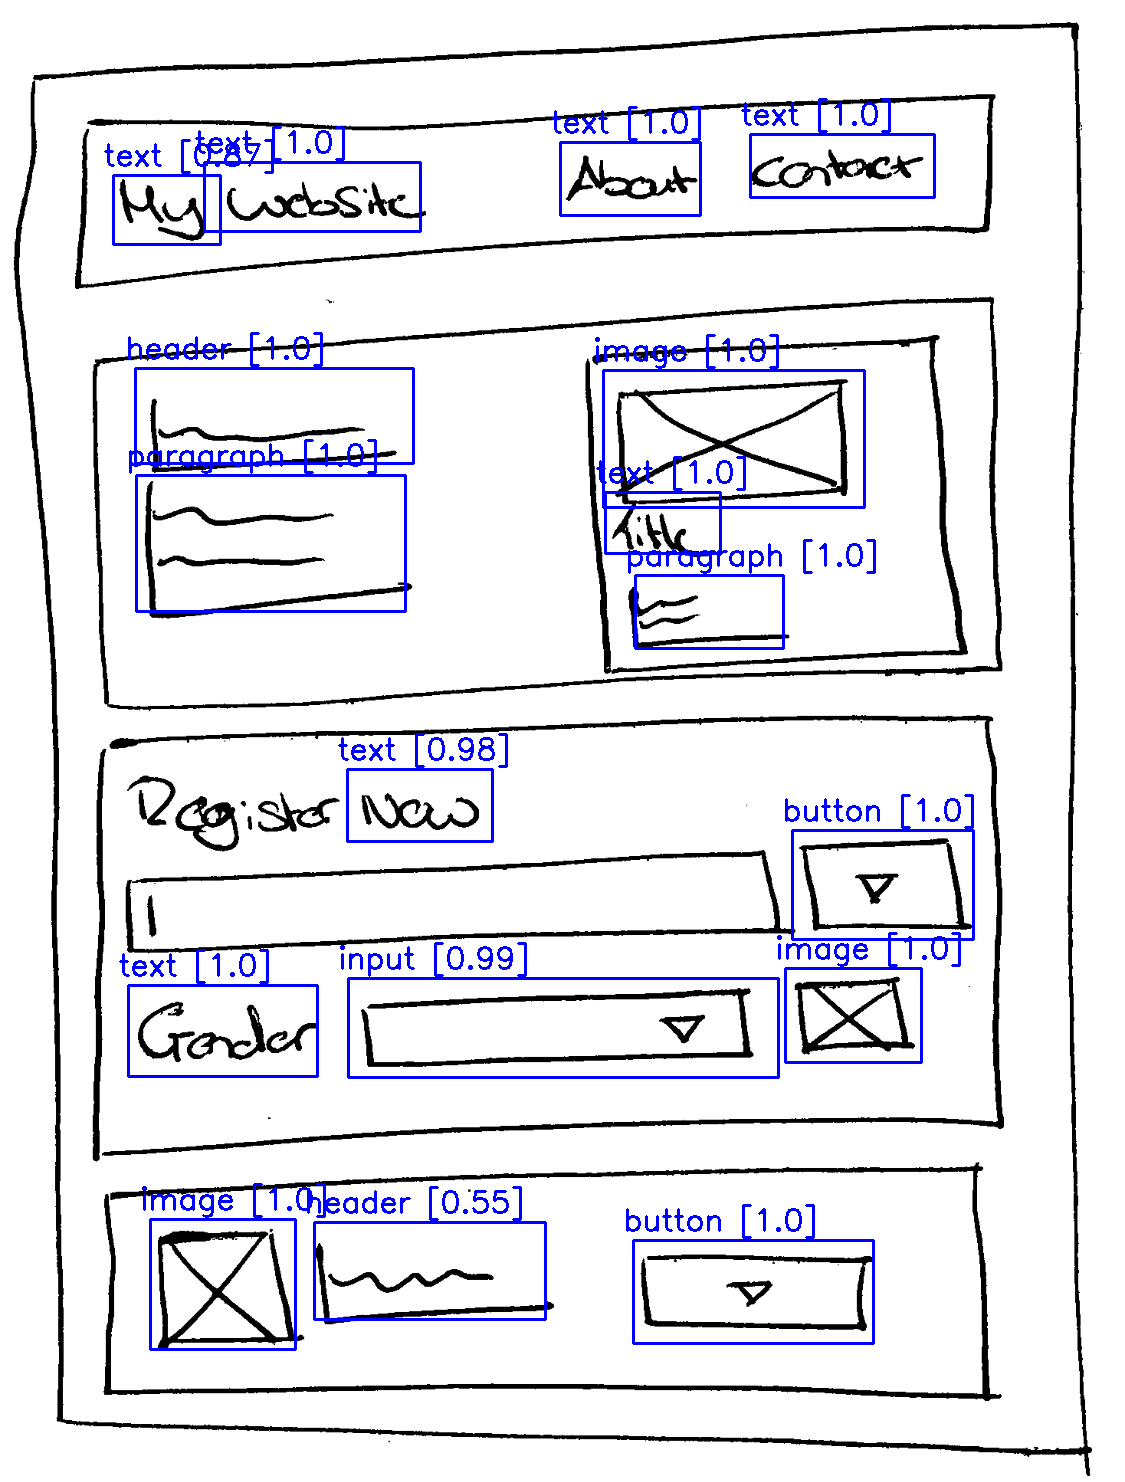 text [0.87] text [1.0] text [1.0] text [1.0]
My WebSite About Contact
header [1.0] image [1.0]
paragraph [1.0] text [1.0]
Title
paragraph [1.0]
text [0.98]
Register Now
button [1.0]
text [1.0] input [0.99] image [1.0]
Gender
image [1.0] header [0.55] button [1.0]